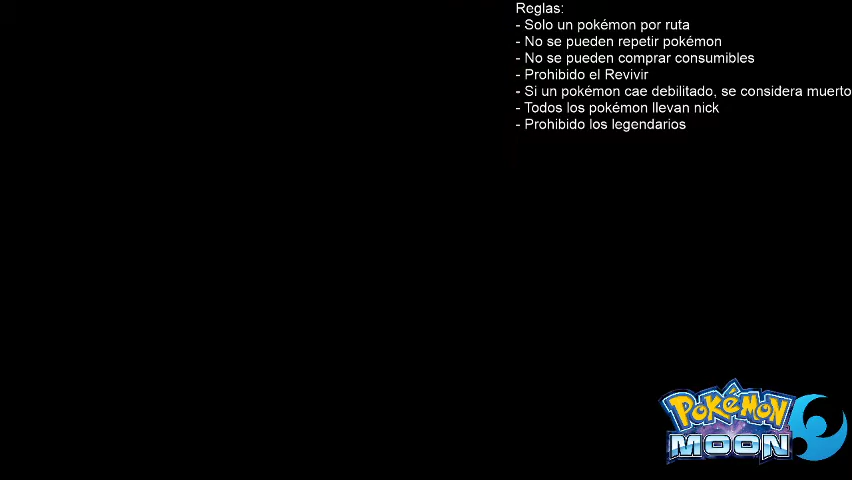 Reglas:
- Solo un pokémon por ruta
- No se pueden repetir pokémon
- No se pueden comprar consumibles
- Prohibido el Revivir
- Si un pokémon cae debilitado, se considera muerto
- Todos los pokémon llevan nick
- Prohibido los legendarios
POKéMON
MOON